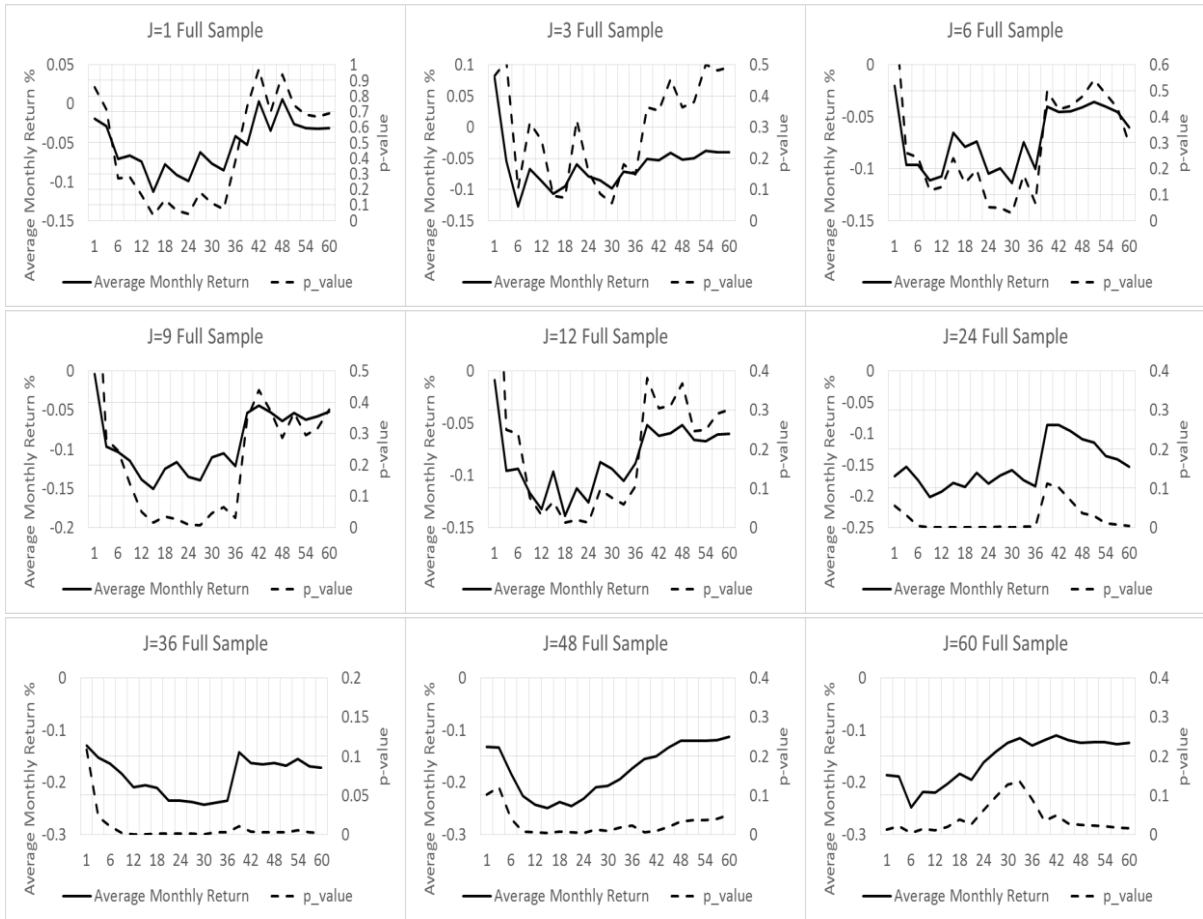 J=1 Full Sample
Average Monthly Return %
0.05
0
-0.05
-0.1
-0.15
1
0.9
0.8
0.7
0.6
0.5
0.4
0.3
0.2
0.1
0
p-value
1 6 12 18 24 30 36 42 48 54 60
Average Monthly Return p_value
J=3 Full Sample
Average Monthly Return %
0.1
0.05
0
-0.05
-0.1
-0.15
0.5
0.4
0.3
0.2
0.1
0
p-value
1 6 12 18 24 30 36 42 48 54 60
Average Monthly Return p_value
J=6 Full Sample
Average Monthly Return %
0
-0.05
-0.1
-0.15
0.6
0.5
0.4
0.3
0.2
0.1
0
p-value
1 6 12 18 24 30 36 42 48 54 60
Average Monthly Return p_value
J=9 Full Sample
Average Monthly Return %
0
-0.05
-0.1
-0.15
-0.2
0.5
0.4
0.3
0.2
0.1
0
p-value
1 6 12 18 24 30 36 42 48 54 60
Average Monthly Return p_value
J=12 Full Sample
Average Monthly Return %
0
-0.05
-0.1
-0.15
0.4
0.3
0.2
0.1
0
p-value
1 6 12 18 24 30 36 42 48 54 60
Average Monthly Return p_value
J=24 Full Sample
Average Monthly Return %
0
-0.05
-0.1
-0.15
-0.2
-0.25
0.4
0.3
0.2
0.1
0
p-value
1 6 12 18 24 30 36 42 48 54 60
Average Monthly Return p_value
J=36 Full Sample
Average Monthly Return %
0
-0.1
-0.2
-0.3
0.2
0.15
0.1
0.05
0
p-value
1 6 12 18 24 30 36 42 48 54 60
Average Monthly Return p_value
J=48 Full Sample
Average Monthly Return %
0
-0.1
-0.2
-0.3
0.4
0.3
0.2
0.1
0
p-value
1 6 12 18 24 30 36 42 48 54 60
Average Monthly Return p_value
J=60 Full Sample
Average Monthly Return %
0
-0.1
-0.2
-0.3
0.4
0.3
0.2
0.1
0
p-value
1 6 12 18 24 30 36 42 48 54 60
Average Monthly Return p_value